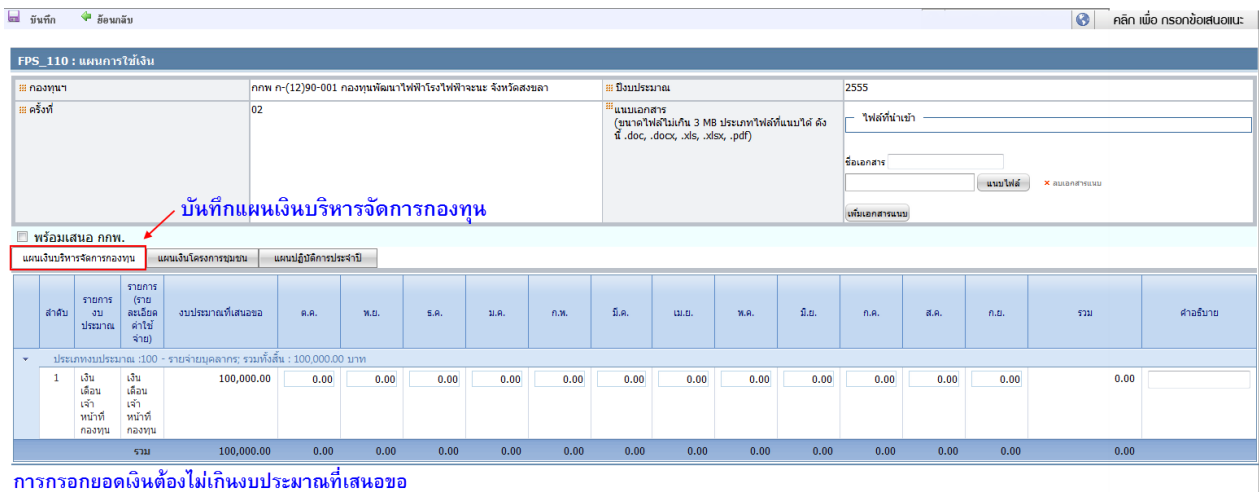 บันทึก ย้อนกลับ คลิก เพื่อ กรอกข้อเสนอแนะ
FPS_110 : แผนการใช้เงิน
กองทุนฯ กกพ ก-(12)90-001 กองทุนพัฒนาไฟฟ้าโรงไฟฟ้าจะนะ จังหวัดสงขลา ปีงบประมาณ 2555
ครั้งที่ 02 แนบเอกสาร
(ขนาดไฟล์ไม่เกิน 3 MB ประเภทไฟล์ที่แนบได้ ดัง
นี้ .doc, .docx, .xls, .xlsx, .pdf)
ไฟล์ที่นำเข้า
ชื่อเอกสาร
แนบไฟล์ × ลบเอกสารแนบ
เพิ่มเอกสารแนบ
บันทึกแผนเงินบริหารจัดการกองทุน
พร้อมเสนอ กกพ.
แผนเงินบริหารจัดการกองทุน แผนเงินโครงการชุมชน แผนปฏิบัติการประจำปี
ลำดับ
รายการ
งบ
ประมาณ
รายการ
(ราย
ละเอียด
ค่าใช้
จ่าย)
งบประมาณที่เสนอขอ ต.ค. พ.ย. ธ.ค. ม.ค. ก.พ. มี.ค. เม.ย. พ.ค. มิ.ย. ก.ค. ส.ค. ก.ย. รวม คำอธิบาย
ประเภทงบประมาณ :100 - รายจ่ายบุคลากร; รวมทั้งสิ้น : 100,000.00 บาท
1
เงิน
เดือน
เจ้า
หน้าที่
กองทุน
เงิน
เดือน
เจ้า
หน้าที่
กองทุน
100,000.00 0.00 0.00 0.00 0.00 0.00 0.00 0.00 0.00 0.00 0.00 0.00 0.00 0.00
รวม 100,000.00 0.00 0.00 0.00 0.00 0.00 0.00 0.00 0.00 0.00 0.00 0.00 0.00 0.00
การกรอกยอดเงินต้องไม่เกินงบประมาณที่เสนอขอ